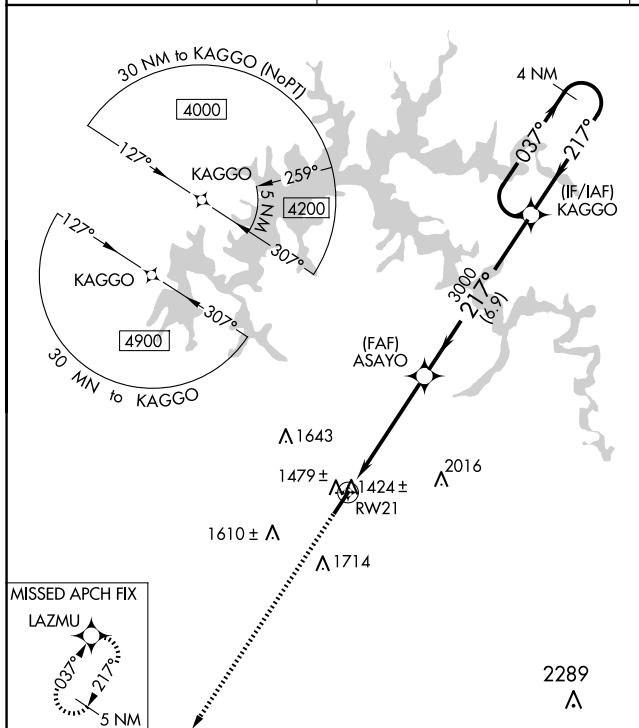 30 NM to KAGGO (NoPT)
4000
127°
KAGGO
259°
5 NM
4200
307°
4 NM
037°
217°
(IF/IAF)
KAGGO
127°
KAGGO
307°
4900
30 MN to KAGGO
3000
217°
(6.9)
(FAF)
ASAYO
1643
1479 ±
1424 ±
2016
RW21
1610 ±
1714
MISSED APCH FIX
LAZMU
037°
217°
5 NM
2289